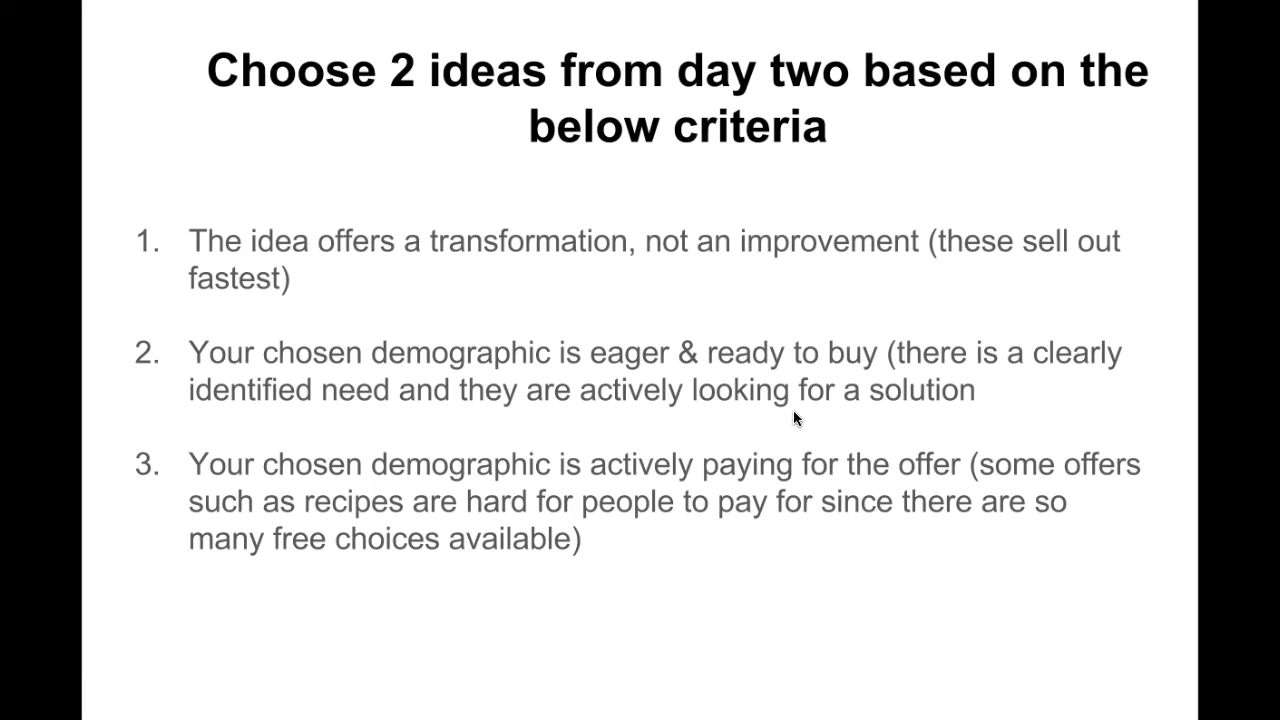 Choose 2 ideas from day two based on the
below criteria
1. The idea offers a transformation, not an improvement (these sell out
fastest)
2. Your chosen demographic is eager & ready to buy (there is a clearly
identified need and they are actively looking for a solution
3. Your chosen demographic is actively paying for the offer (some offers
such as recipes are hard for people to pay for since there are so
many free choices available)